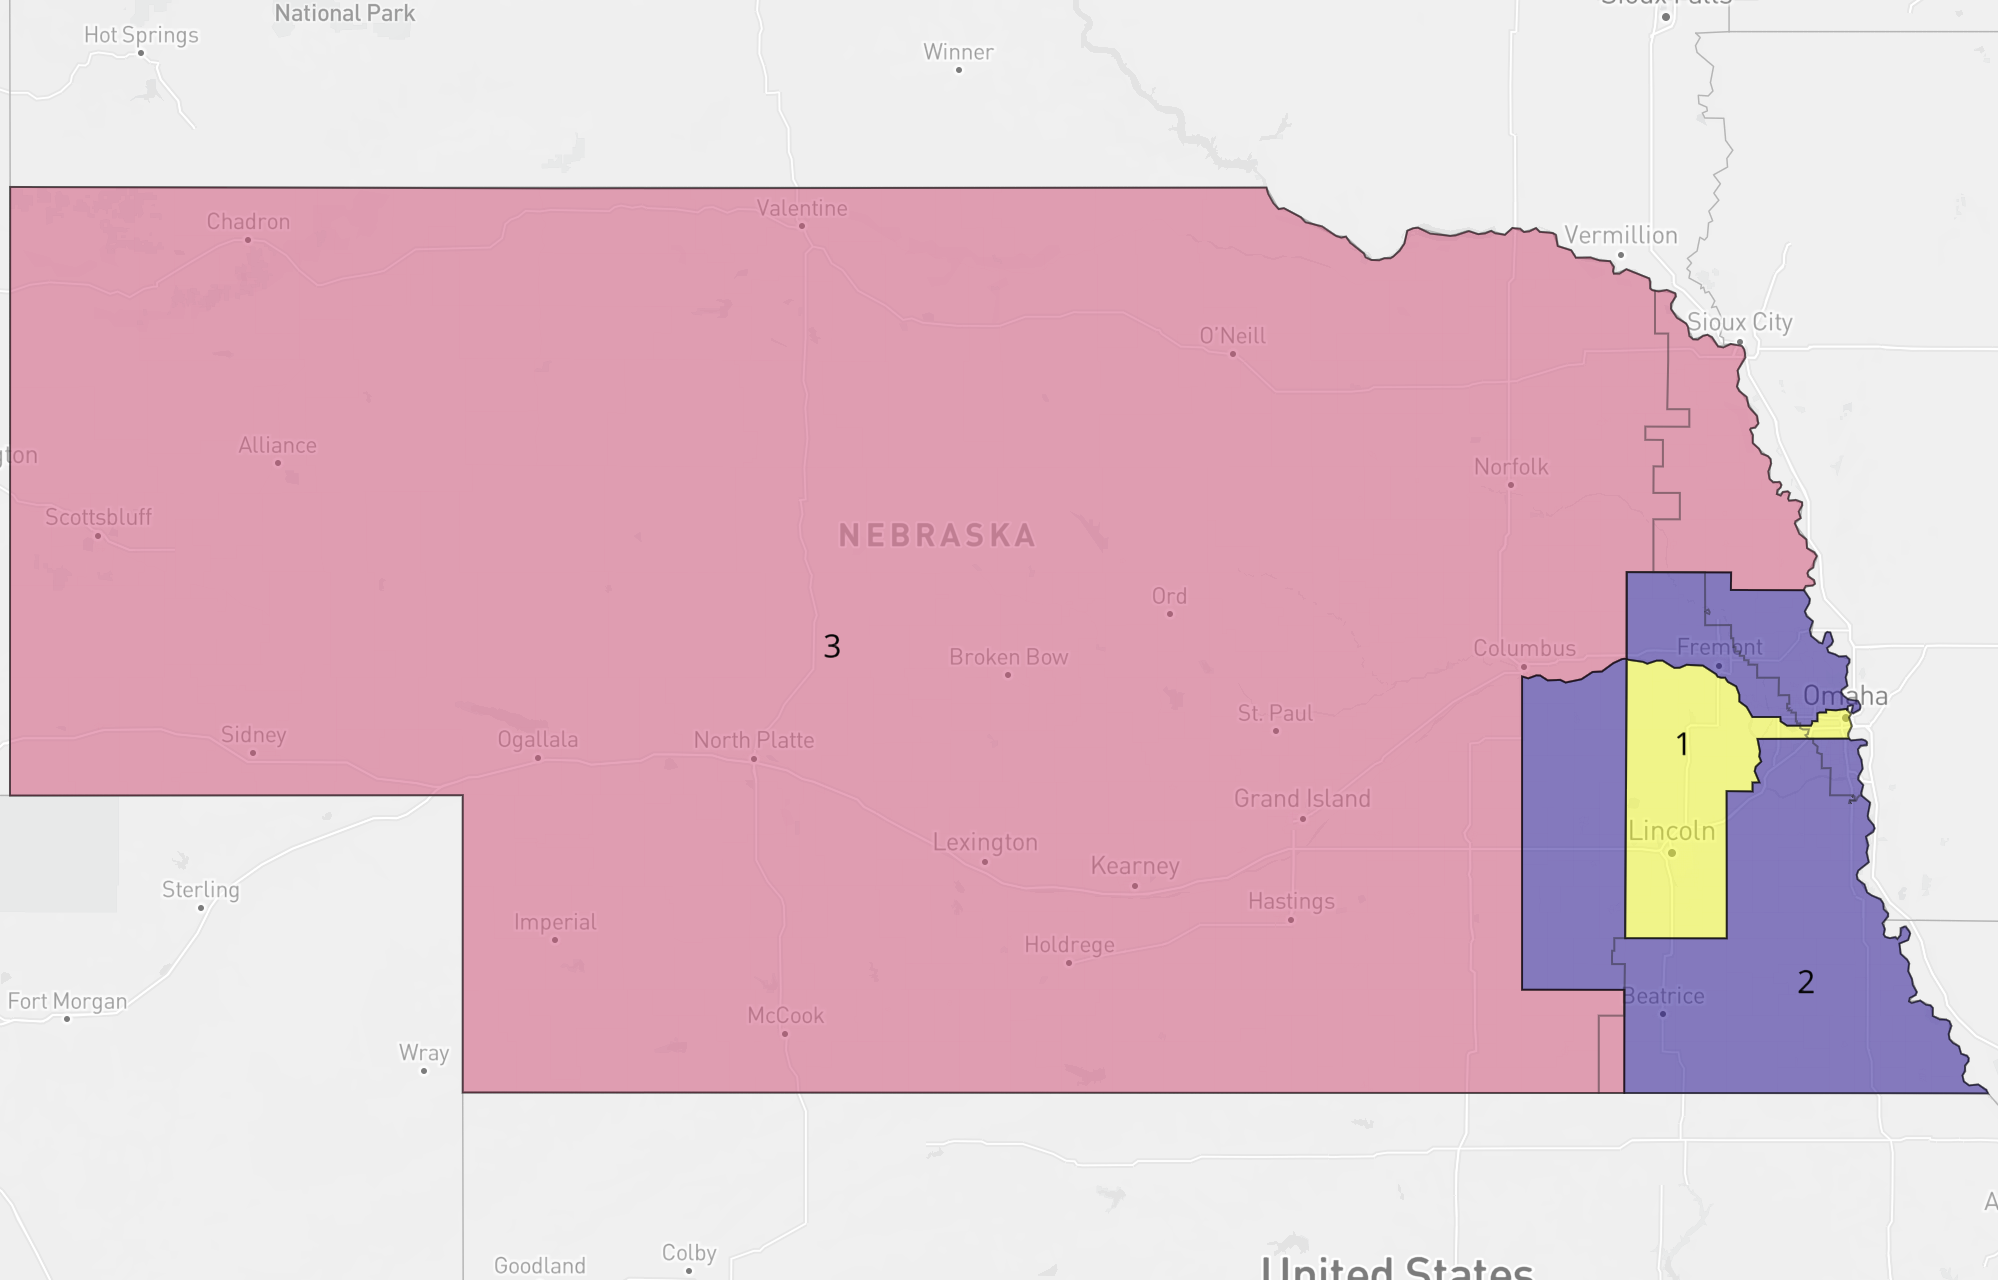 National Park
Hot Springs
Winner
Chadron
Valentine
Vermillion
Sioux City
O'Neill
Alliance
Norfolk
Scottsbluff
NEBRASKA
Ord
3
Broken Bow
Columbus
Fremont
Omaha
St. Paul
Sidney
Ogallala
North Platte
1
Grand Island
Lincoln
Lexington
Kearney
Sterling
Hastings
Imperial
Holdrege
2
Fort Morgan
Beatrice
McCook
Wray
Colby
Goodland
United States